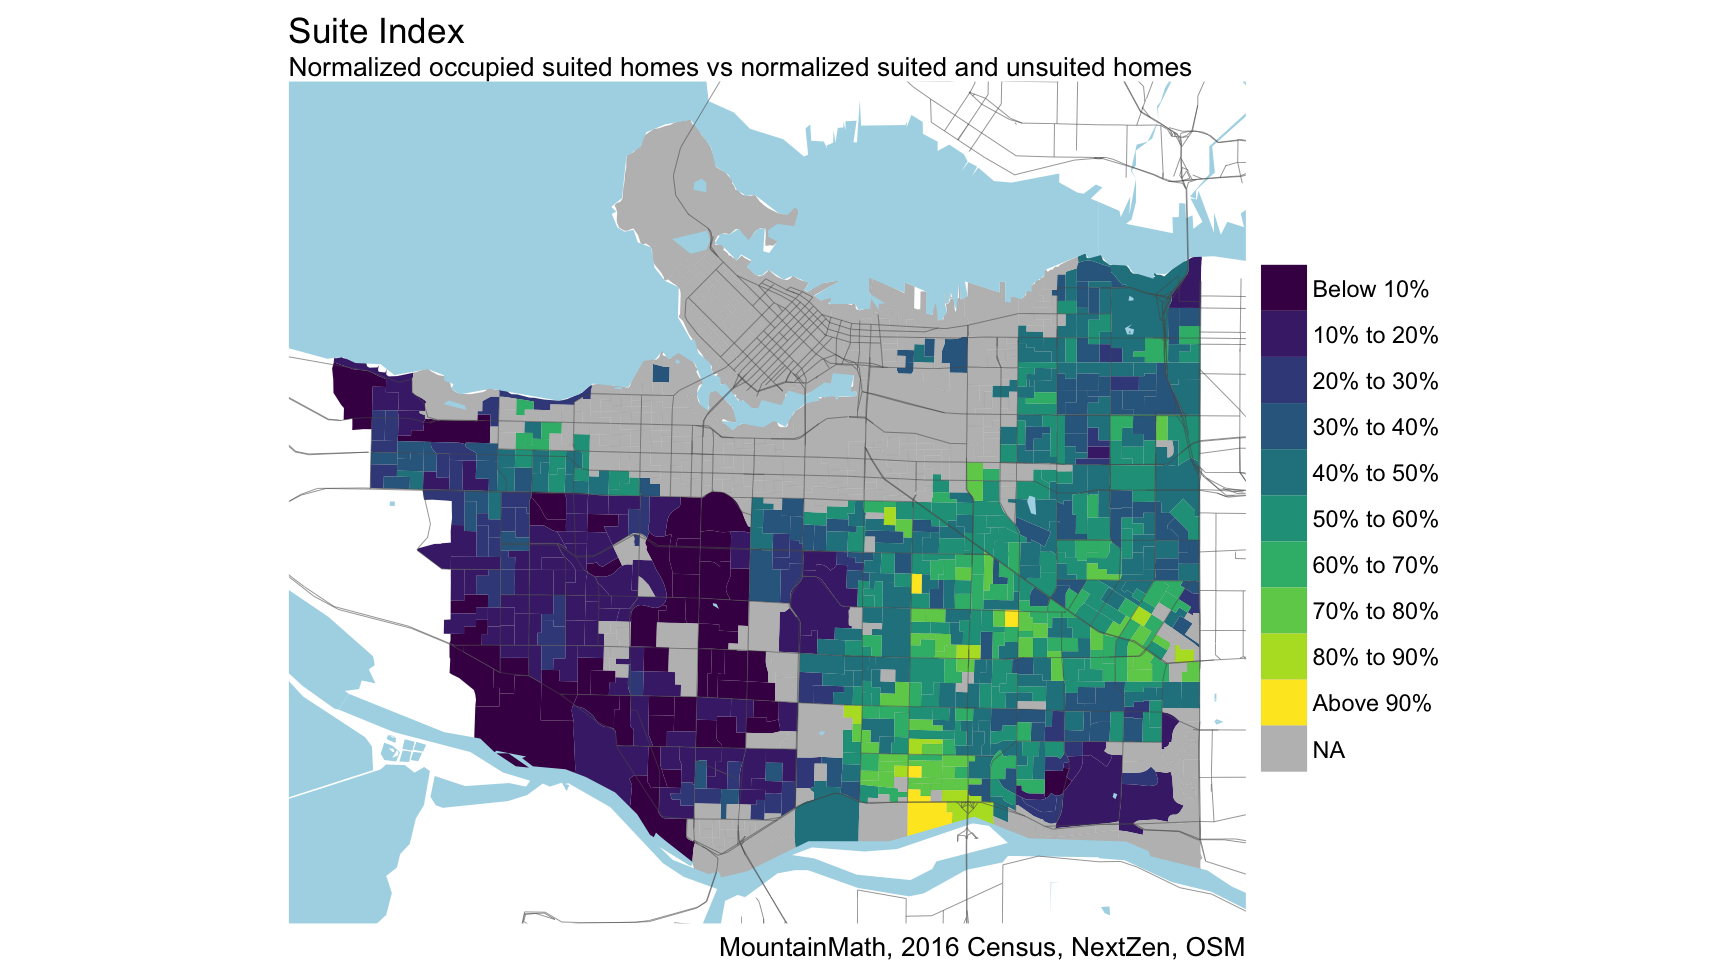 Suite Index
Normalized occupied suited homes vs normalized suited and unsuited homes
Below 10%
10% to 20%
20% to 30%
30% to 40%
40% to 50%
50% to 60%
60% to 70%
70% to 80%
80% to 90%
Above 90%
NA
MountainMath, 2016 Census, NextZen, OSM